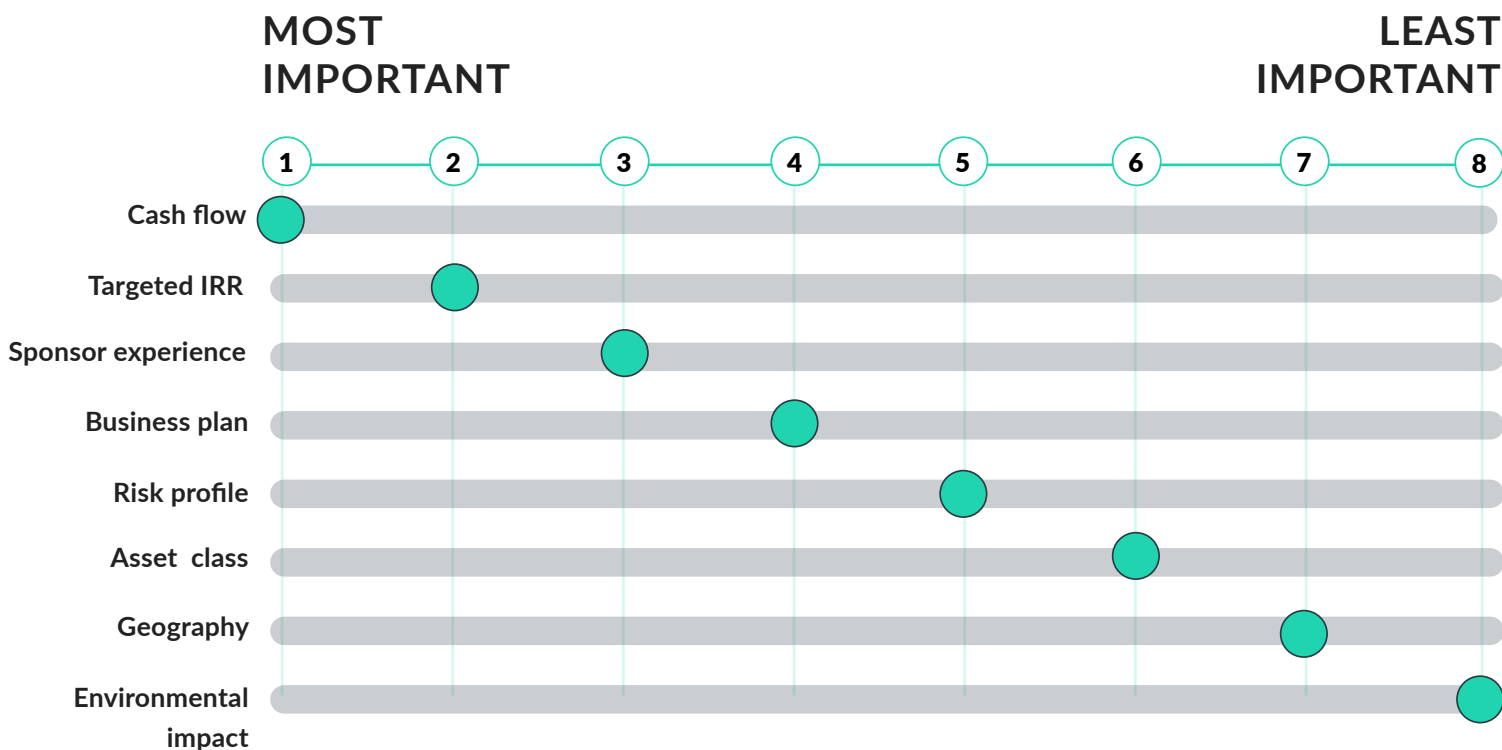 MOST
IMPORTANT
LEAST
IMPORTANT
1 2 3 4 5 6 7 8
Cash flow
Targeted IRR
Sponsor experience
Business plan
Risk profile
Asset  class
Geography
Environmental
impact